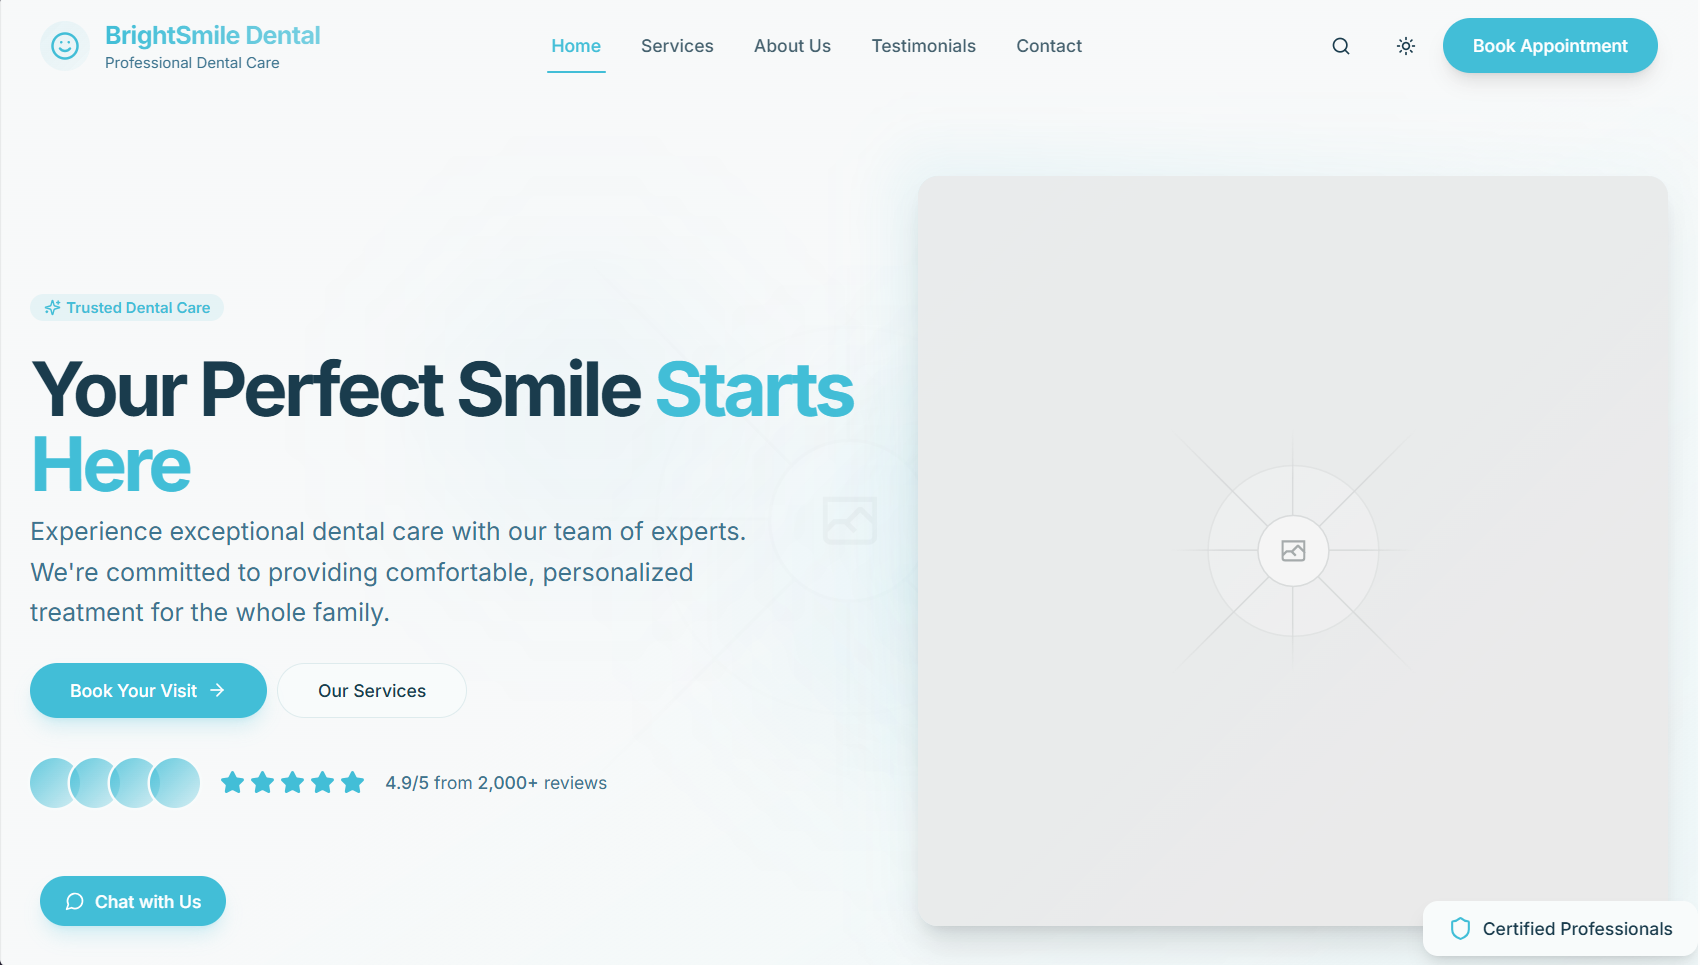 BrightSmile Dental
Professional Dental Care
Home
Services
About Us
Testimonials
Contact
Book Appointment
Trusted Dental Care
Your Perfect Smile Starts
Here
Experience exceptional dental care with our team of experts.
We're committed to providing comfortable, personalized
treatment for the whole family.
Book Your Visit
Our Services
4.9/5 from 2,000+ reviews
Chat with Us
Certified Professionals